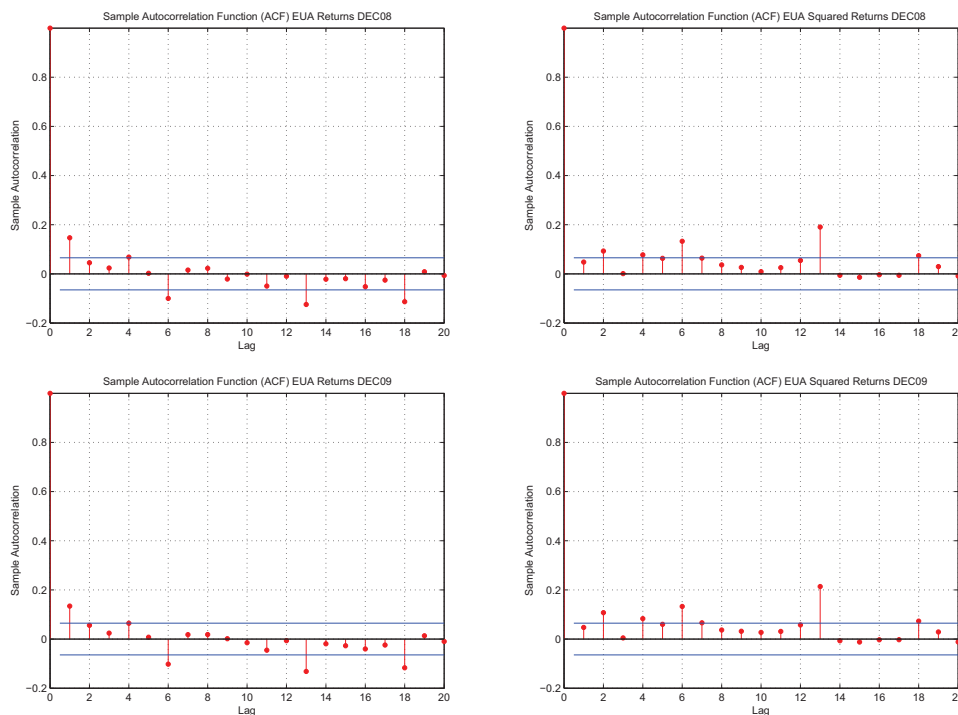 Sample Autocorrelation Function (ACF) EUA Returns DEC08
Sample Autocorrelation
0.8
0.6
0.4
0.2
0
−0.2
0 2 4 6 8 10 12 14 16 18 20
Lag
Sample Autocorrelation Function (ACF) EUA Squared Returns DEC08
Sample Autocorrelation
0.8
0.6
0.4
0.2
0
−0.2
0 2 4 6 8 10 12 14 16 18 20
Lag
Sample Autocorrelation Function (ACF) EUA Returns DEC09
Sample Autocorrelation
0.8
0.6
0.4
0.2
0
−0.2
0 2 4 6 8 10 12 14 16 18 20
Lag
Sample Autocorrelation Function (ACF) EUA Squared Returns DEC09
Sample Autocorrelation
0.8
0.6
0.4
0.2
0
−0.2
0 2 4 6 8 10 12 14 16 18 20
Lag